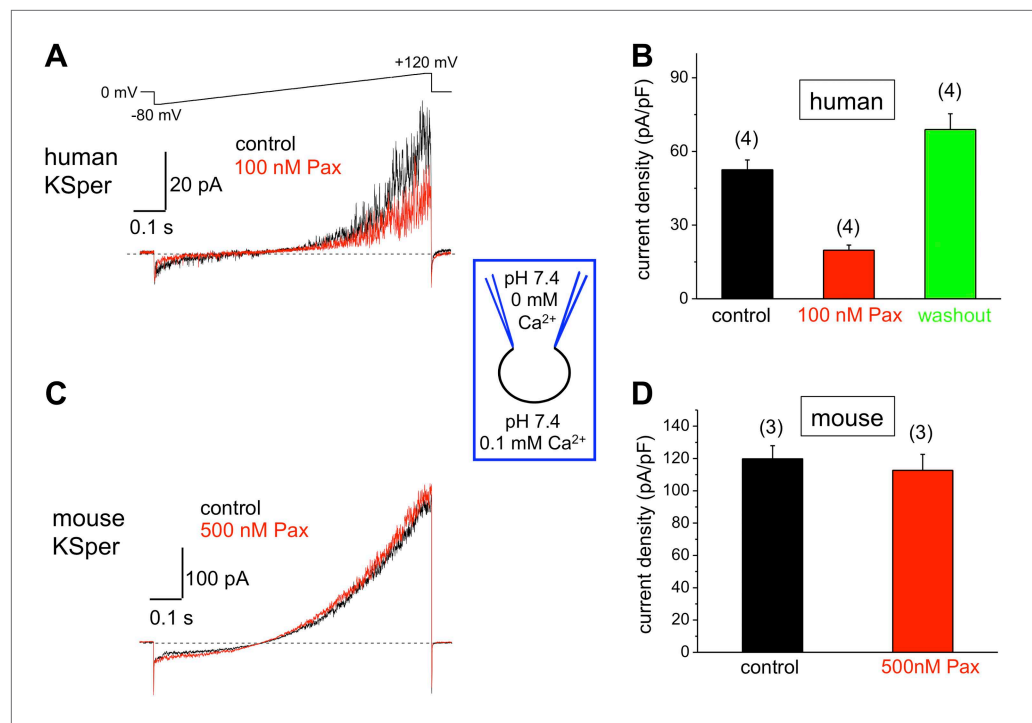 A
+120 mV
0 mV
-80 mV
human
KSper
control
100 nM Pax
20 pA
0.1 s
B
human
current density (pA/pF)
90
60
30
0
(4)
(4)
(4)
control
100 nM Pax
washout
pH 7.4
0 mM
Ca²⁺
pH 7.4
0.1 mM Ca²⁺
C
mouse
KSper
control
500 nM Pax
100 pA
0.1 s
D
mouse
current density (pA/pF)
140
120
100
80
60
40
20
0
(3)
(3)
control
500nM Pax